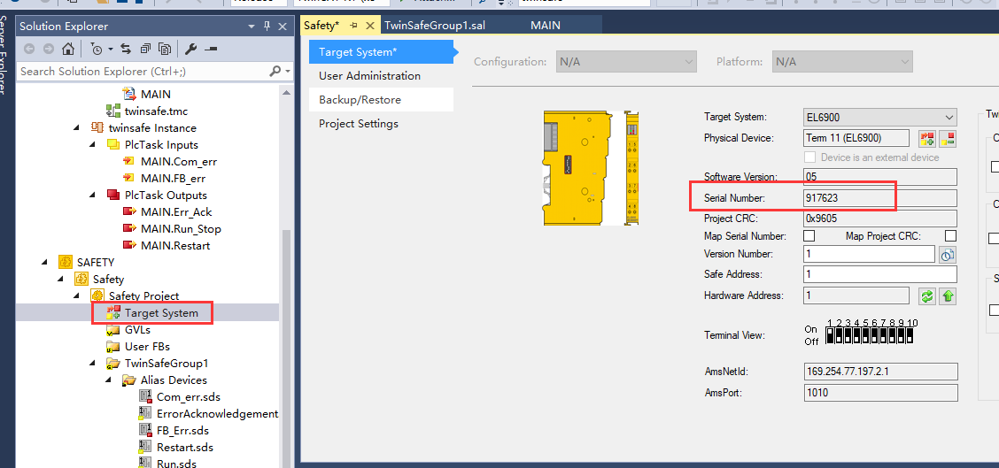 Release
Attach...
Server Explorer
Solution Explorer
Search Solution Explorer (Ctrl+;)
MAIN
twinsafe.tmc
twinsafe Instance
PlcTask Inputs
MAIN.Com_err
MAIN.FB_err
PlcTask Outputs
MAIN.Err_Ack
MAIN.Run_Stop
MAIN.Restart
SAFETY
Safety
Safety Project
Target System
GVLs
User FBs
TwinSafeGroup1
Alias Devices
Com_err.sds
ErrorAcknowledgement
FB_Err.sds
Restart.sds
Run.sds
Safety*
TwinSafeGroup1.sal
MAIN
Target System*
User Administration
Backup/Restore
Project Settings
Configuration: N/A
Platform: N/A
Target System: EL6900
Physical Device: Term 11 (EL6900)
Device is an external device
Software Version: 05
Serial Number: 917623
Project CRC: 0x9605
Map Serial Number:
Map Project CRC:
Version Number: 1
Safe Address: 1
Hardware Address: 1
Terminal View:
1 2 3 4 5 6 7 8 9 10
On
Off
AmsNetId: 169.254.77.197.2.1
AmsPort: 1010